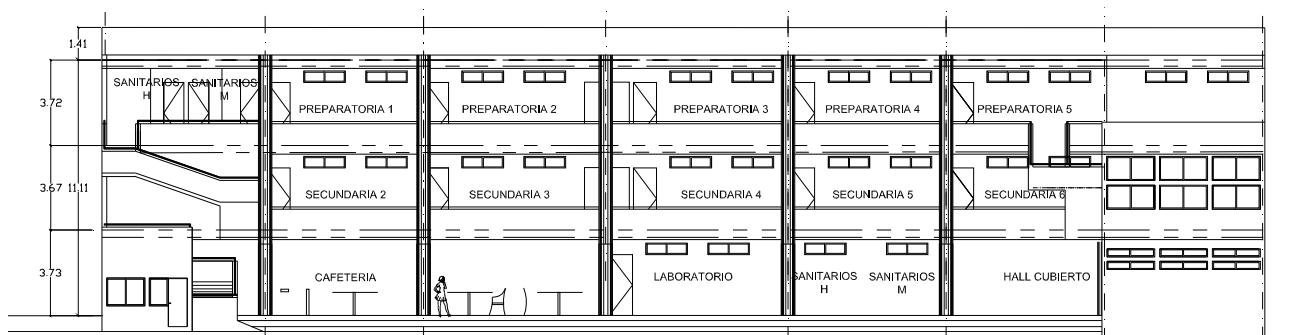 1.41
SANITARIOS SANITARIOS
H M
3.72
PREPARATORIA 1 PREPARATORIA 2 PREPARATORIA 3 PREPARATORIA 4 PREPARATORIA 5
3.67 11.11
SECUNDARIA 2 SECUNDARIA 3 SECUNDARIA 4 SECUNDARIA 5 SECUNDARIA 6
3.73
CAFETERIA LABORATORIO SANITARIOS SANITARIOS HALL CUBIERTO
H M